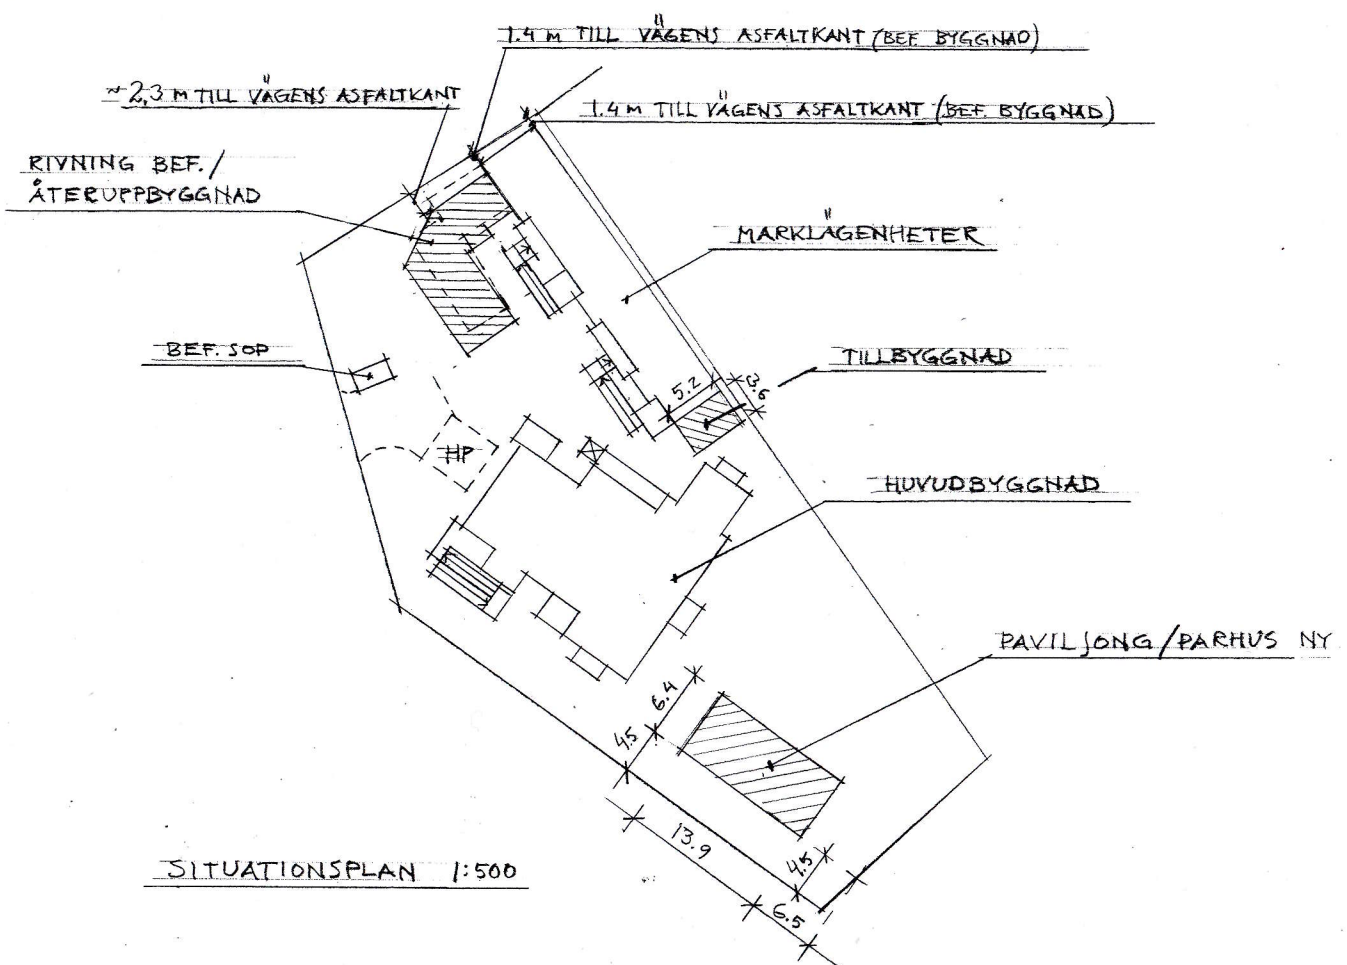 1.4 M TILL VÄGENS ASFALTKANT (BEF. BYGGNAD)
≈2,3 M TILL VÄGENS ASFALTKANT
1.4 M TILL VÄGENS ASFALTKANT (BEF. BYGGNAD)
RIVNING BEF./
ÅTERUPPBYGGNAD
MARKLÄGENHETER
BEF. SOP
TILLBYGGNAD
5.2
3.6
HP
HUVUDBYGGNAD
PAVILJONG/PARHUS NY
6.4
4.5
13.9
4.5
6.5
SITUATIONSPLAN 1:500